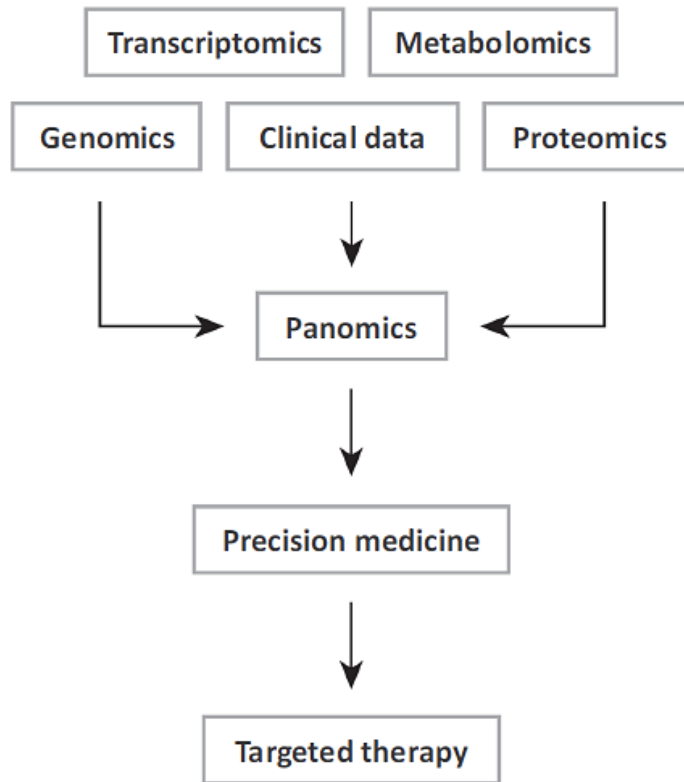 Transcriptomics
Metabolomics
Genomics
Clinical data
Proteomics
Panomics
Precision medicine
Targeted therapy